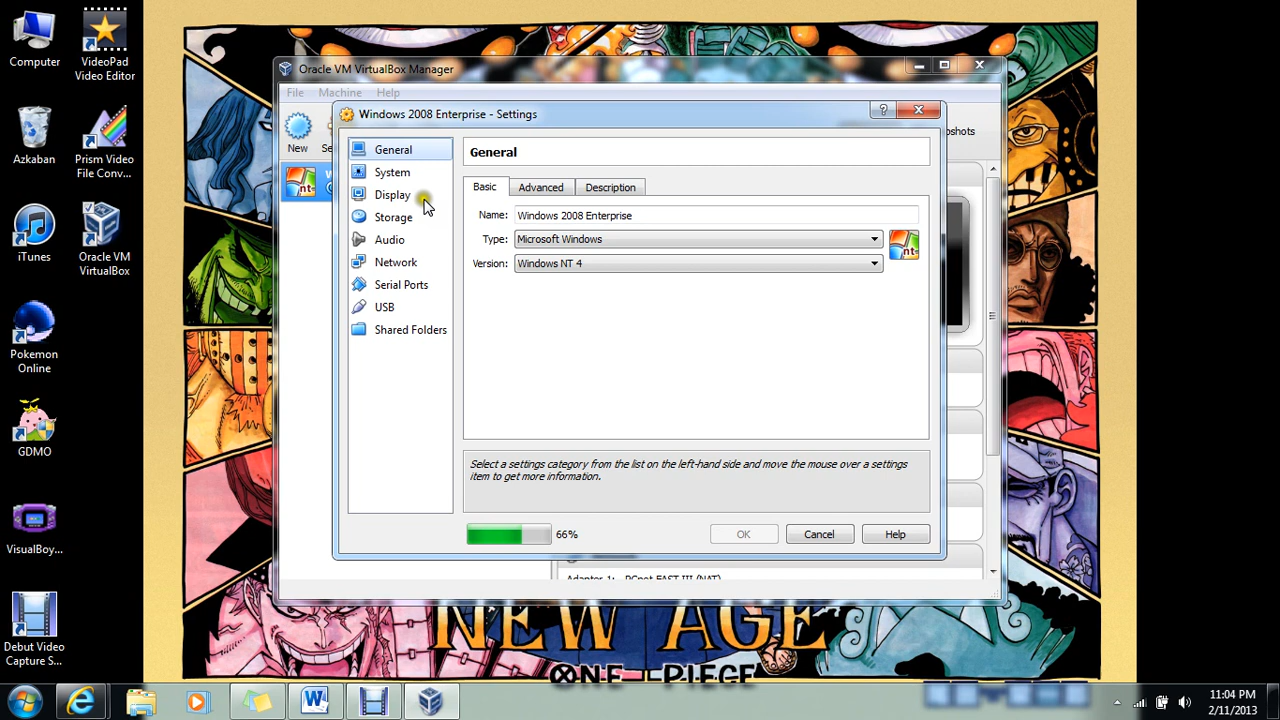 Computer
VideoPad
Video Editor
Azkaban
Prism Video
File Conv...
iTunes
Oracle VM
VirtualBox
Pokemon
Online
GDMO
VisualBoy...
Debut Video
Capture S...
Oracle VM VirtualBox Manager
File Machine Help
New
Se
pshots
W
nt
Windows 2008 Enterprise - Settings
?
General
System
Display
Storage
Audio
Network
Serial Ports
USB
Shared Folders
General
Basic Advanced Description
Name: Windows 2008 Enterprise
Type: Microsoft Windows
Version: Windows NT 4
nt
Select a settings category from the list on the left-hand side and move the mouse over a settings
item to get more information.
66%
OK Cancel Help
Adapter 1: PCnet-FAST III (NAT)
NEW AGE
ONE PIECE
11:04 PM
2/11/2013